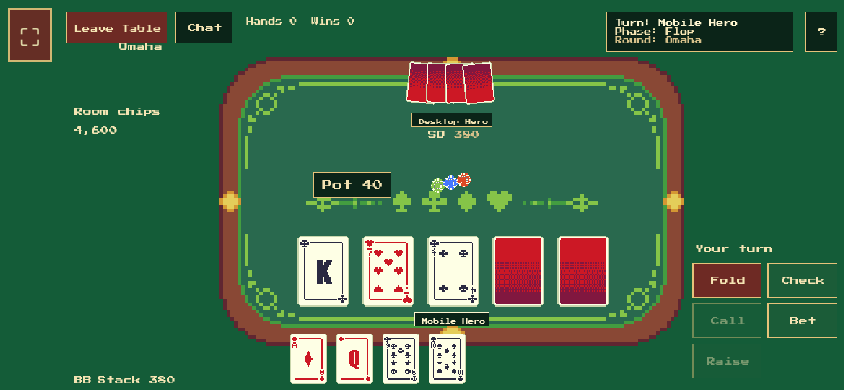 Leave Table
Chat
Hands 0 Wins 0
Turn: Mobile Hero
Phase: Flop
Round: Omaha
?
Omaha
Room chips
4,600
Desktop Hero
SD 380
Pot 40
K
Your turn
Fold
Check
Call
Bet
Raise
Mobile Hero
Q
BB Stack 380